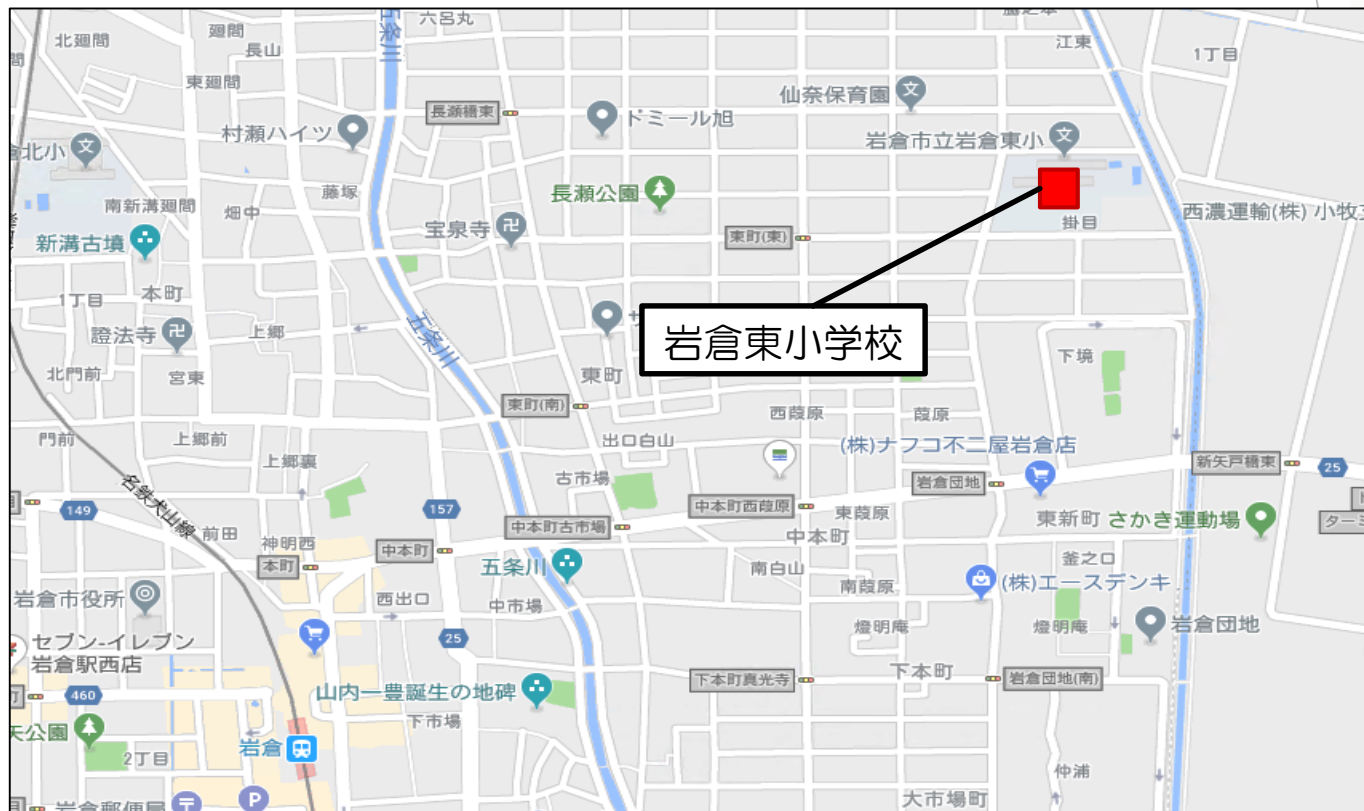 六呂丸
北廻間
廻間
長山
五条川
江東
1丁目
東廻間
仙奈保育園
長瀬橋東
ドミール旭
村瀬ハイツ
岩倉市立岩倉東小
北小
藤塚
長瀬公園
南新溝廻間
畑中
掛目
西濃運輸(株) 小牧
宝泉寺
新溝古墳
東町(東)
本町
1丁目
五条川
上郷
證法寺
岩倉東小学校
下境
北門前
宮東
東町
東町(南)
西葭原
葭原
門前
上郷前
出口白山
(株)ナフコ不二屋岩倉店
上郷裏
新矢戸橋東
25
古市場
岩倉団地
名鉄犬山線
149
157
中本町西葭原
東葭原
東新町
さかき運動場
中本町古市場
前田
神明西
中本町
中本町
本町
五条川
南白山
釜之口
南葭原
(株)エースデンキ
岩倉市役所
西出口
中市場
燈明庵
燈明庵
岩倉団地
セブン-イレブン
岩倉駅西店
25
下本町
下本町真光寺
岩倉団地(南)
460
山内一豊誕生の地碑
下市場
公園
岩倉
2丁目
仲浦
大市場町
岩倉郵便局
P